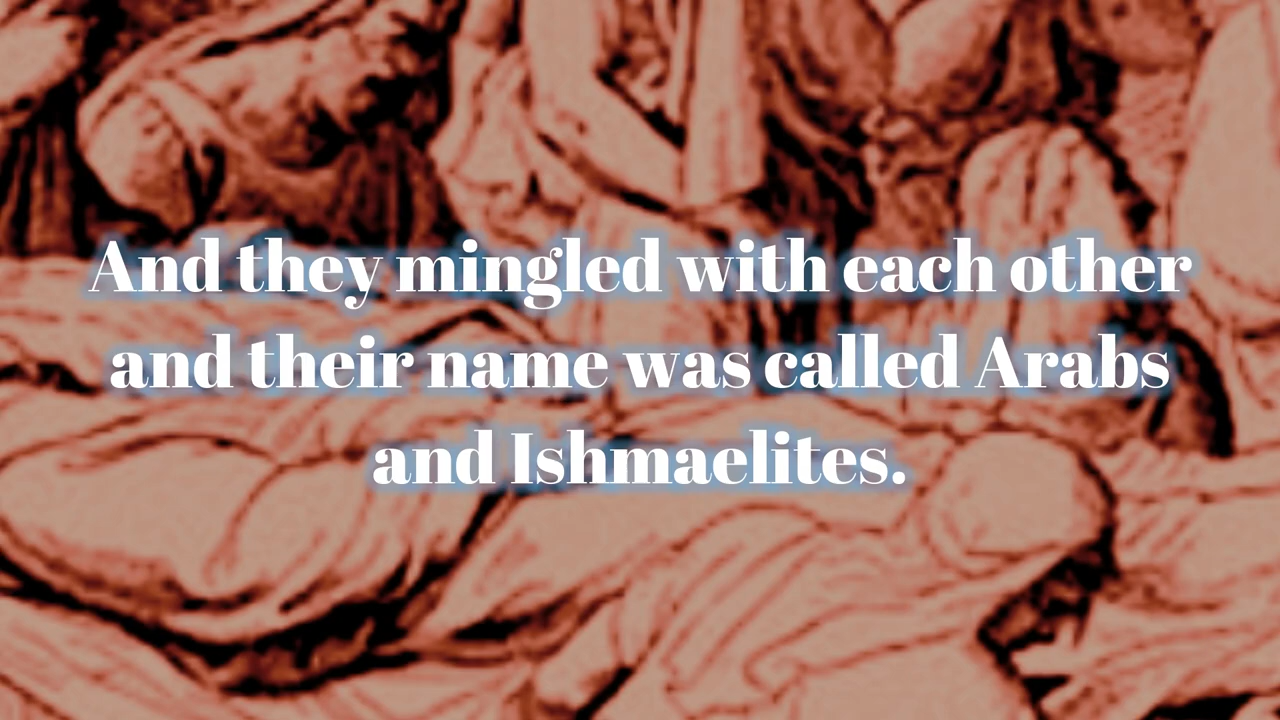 And they mingled with each other
and their name was called Arabs
and Ishmaelites.